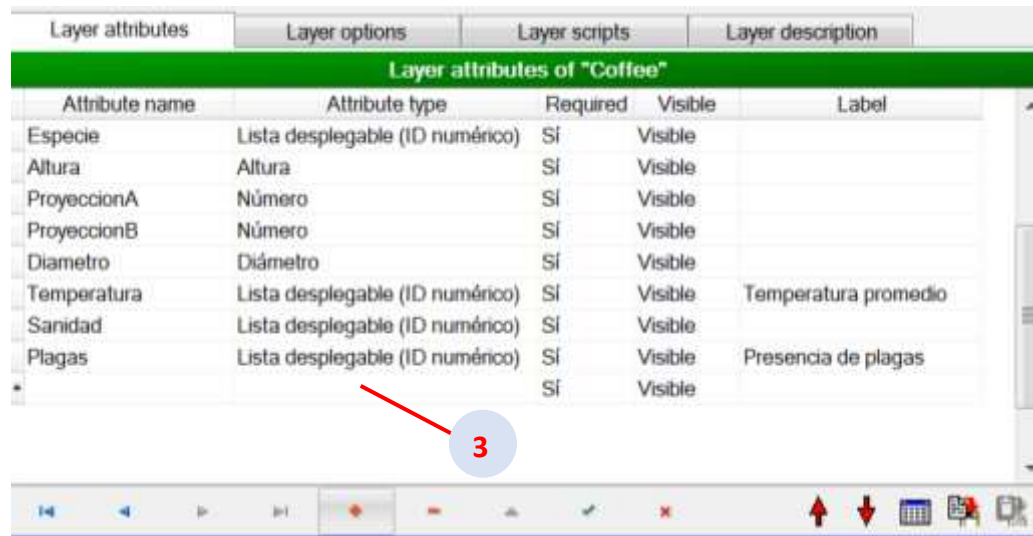 Layer attributes Layer options Layer scripts Layer description
Layer attributes of "Coffee"
Attribute name Attribute type Required Visible Label
Especie Lista desplegable (ID numérico) Sí Visible
Altura Altura Sí Visible
ProyeccionA Número Sí Visible
ProyeccionB Número Sí Visible
Diametro Diámetro Sí Visible
Temperatura Lista desplegable (ID numérico) Sí Visible Temperatura promedio
Sanidad Lista desplegable (ID numérico) Sí Visible
Plagas Lista desplegable (ID numérico) Sí Visible Presencia de plagas
Sí Visible
3